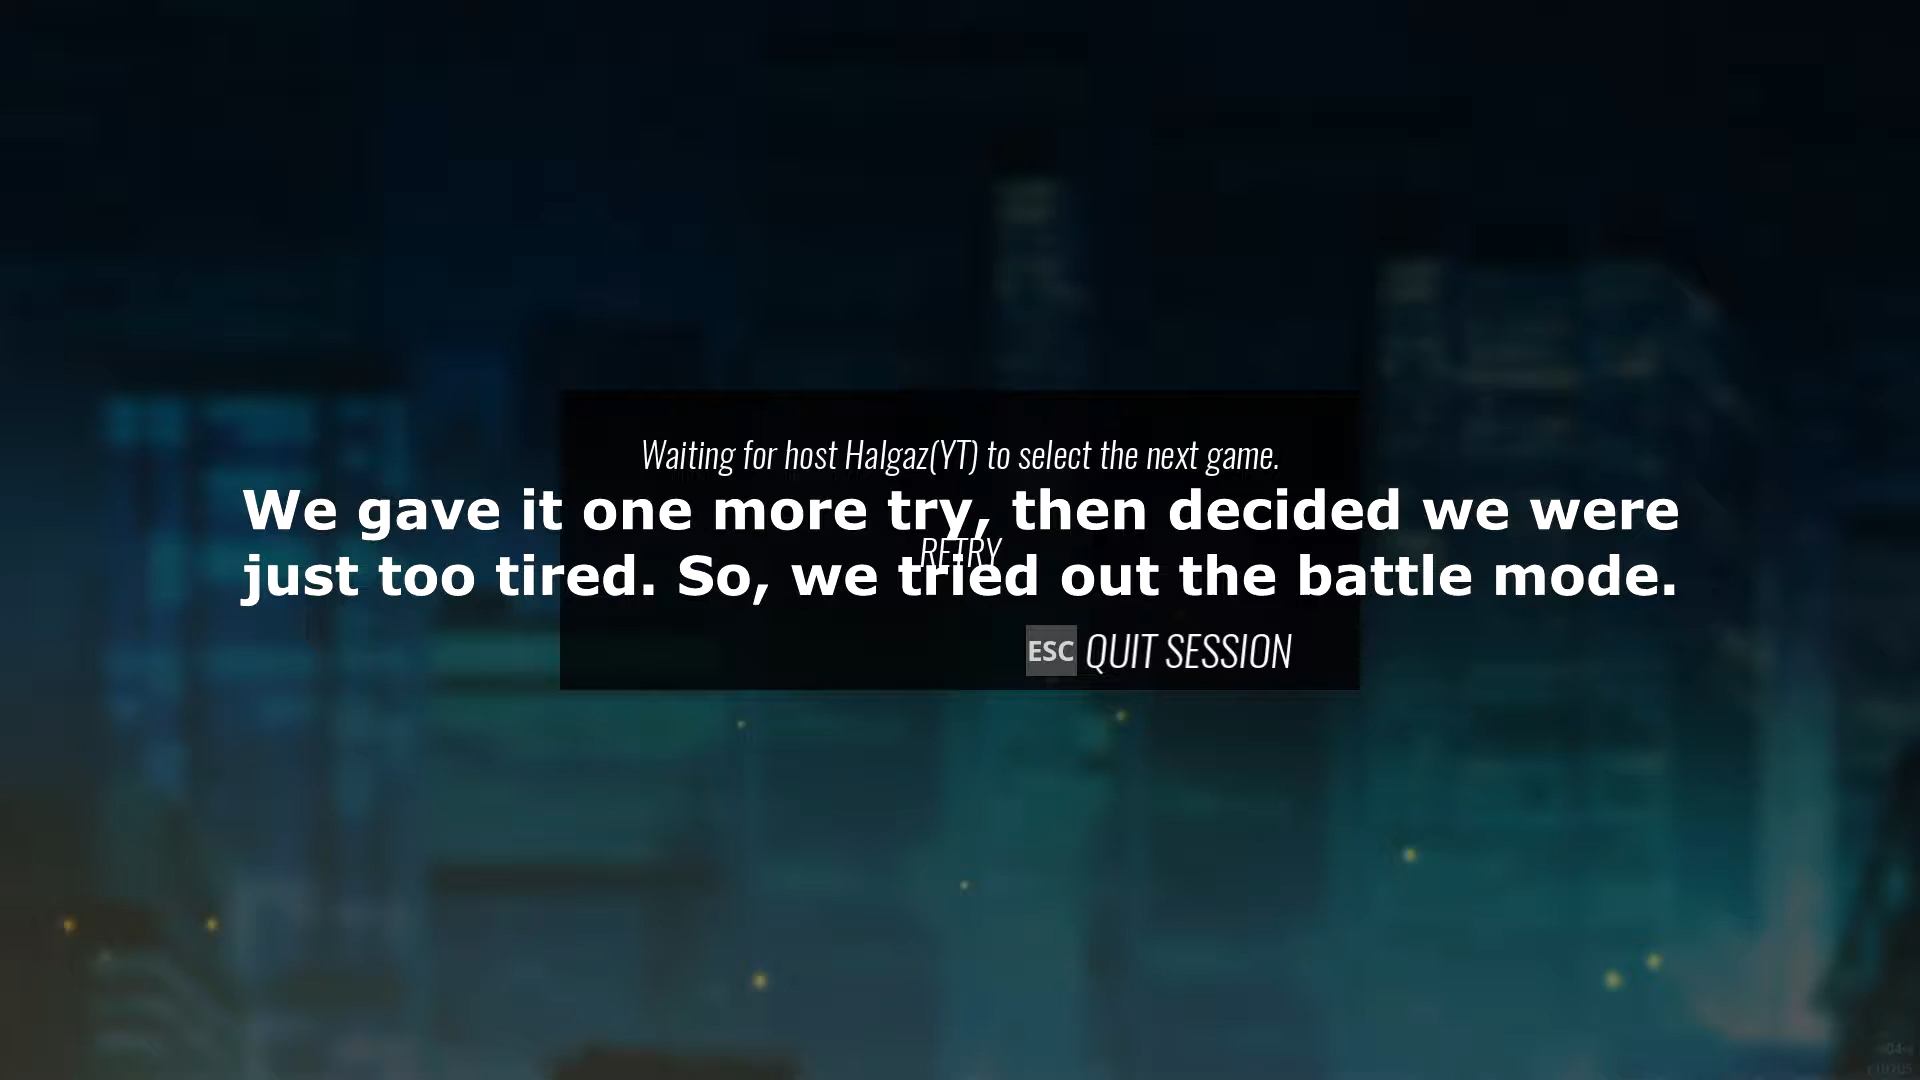 Waiting for host Halgaz(YT) to select the next game.
We gave it one more try, then decided we were
RETRY
just too tired. So, we tried out the battle mode.
ESC QUIT SESSION